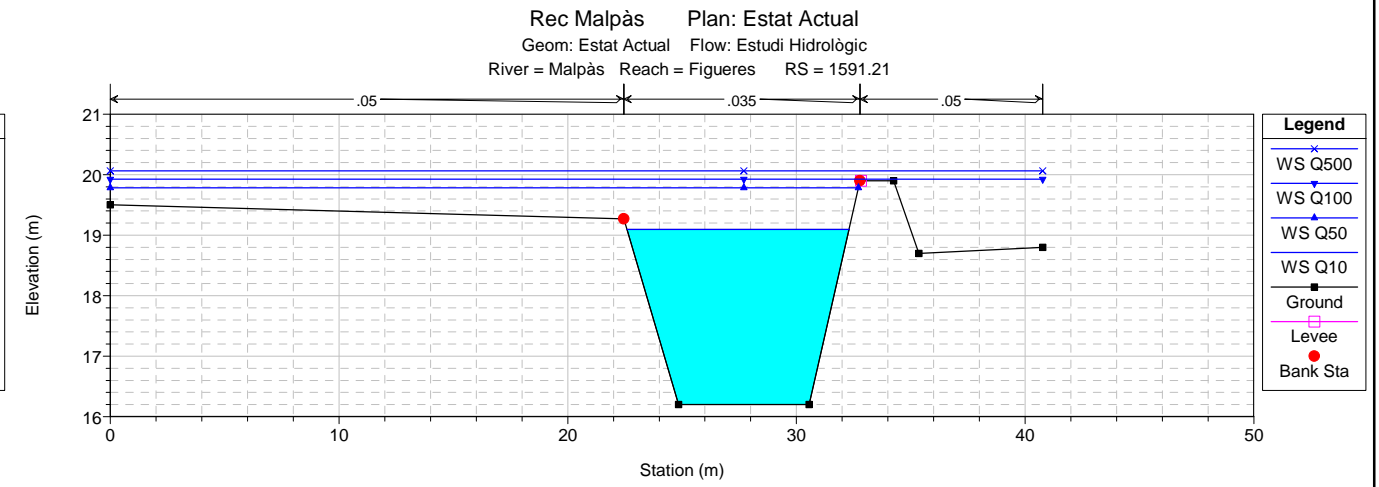 Rec Malpàs Plan: Estat Actual
Geom: Estat Actual Flow: Estudi Hidrològic
River = Malpàs Reach = Figueres RS = 1591.21
.05 .035 .05
21
20
19
18
17
16
Elevation (m)
0 10 20 30 40 50
Station (m)
Legend
WS Q500
WS Q100
WS Q50
WS Q10
Ground
Levee
Bank Sta